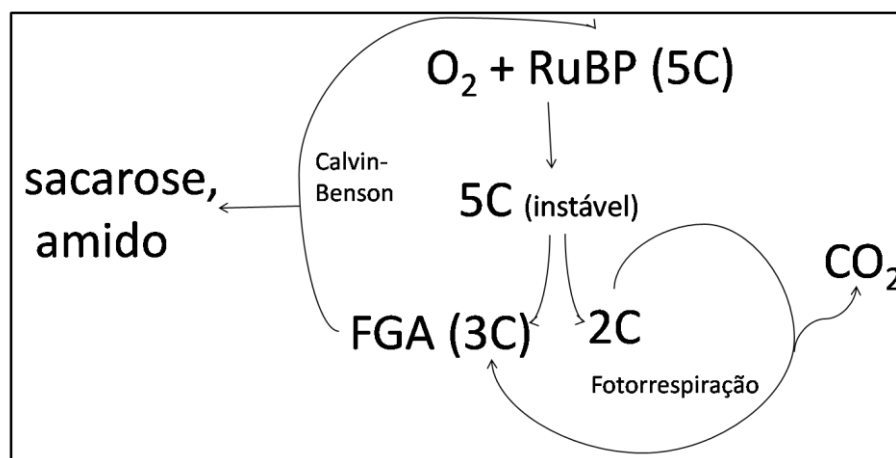 O₂ + RuBP (5C)
Calvin-
Benson
sacarose,
amido
5C (instável)
CO₂
FGA (3C)
2C
Fotorrespiração